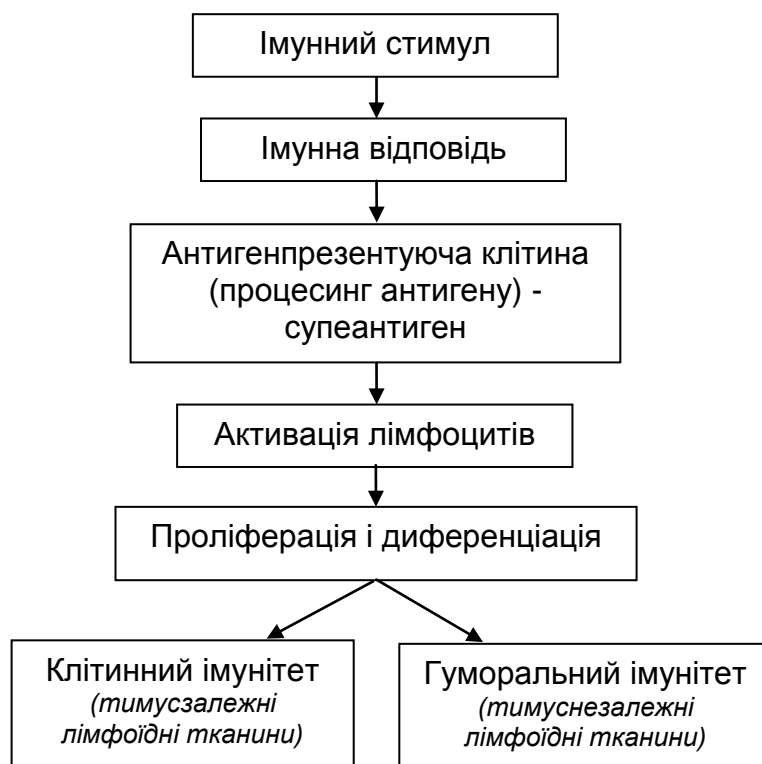 Імунний стимул
Імунна відповідь
Антигенпрезентуюча клітина
(процесинг антигену) -
супеантиген
Активація лімфоцитів
Проліферація і диференціація
Клітинний імунітет
(тимусзалежні
лімфоїдні тканини)
Гуморальний імунітет
(тимуснезалежні
лімфоїдні тканини)